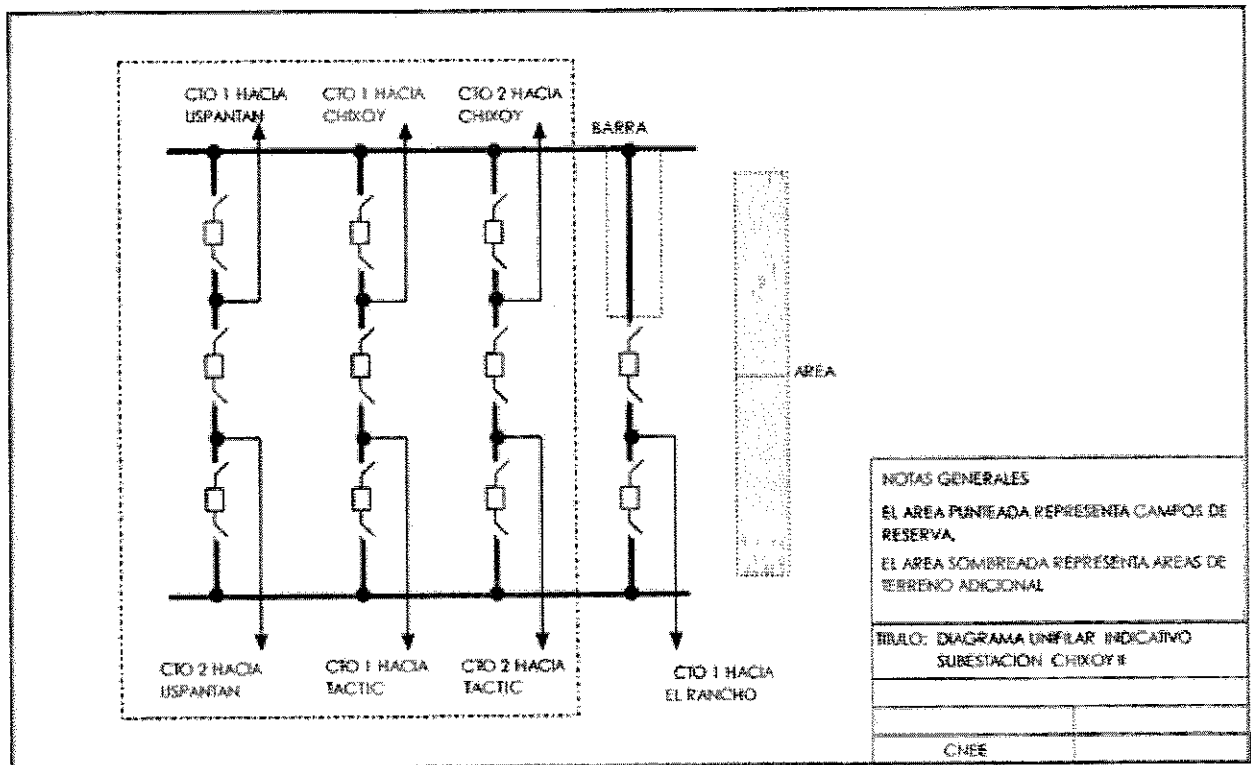 CTO 1 HACIA
USPANTAN
CTO 1 HACIA
CHIXOY
CTO 2 HACIA
CHIXOY
BARRA
AREA
CTO 2 HACIA
USPANTAN
CTO 1 HACIA
TACTIC
CTO 2 HACIA
TACTIC
CTO 1 HACIA
EL RANCHO
NOTAS GENERALES
EL AREA PUNTEADA REPRESENTA CAMPOS DE
RESERVA.
EL AREA SOMBREADA REPRESENTA AREAS DE
TERRENO ADICIONAL
TITULO: DIAGRAMA UNIFILAR INDICATIVO
SUBESTACIÓN CHIXOY II
CNEE